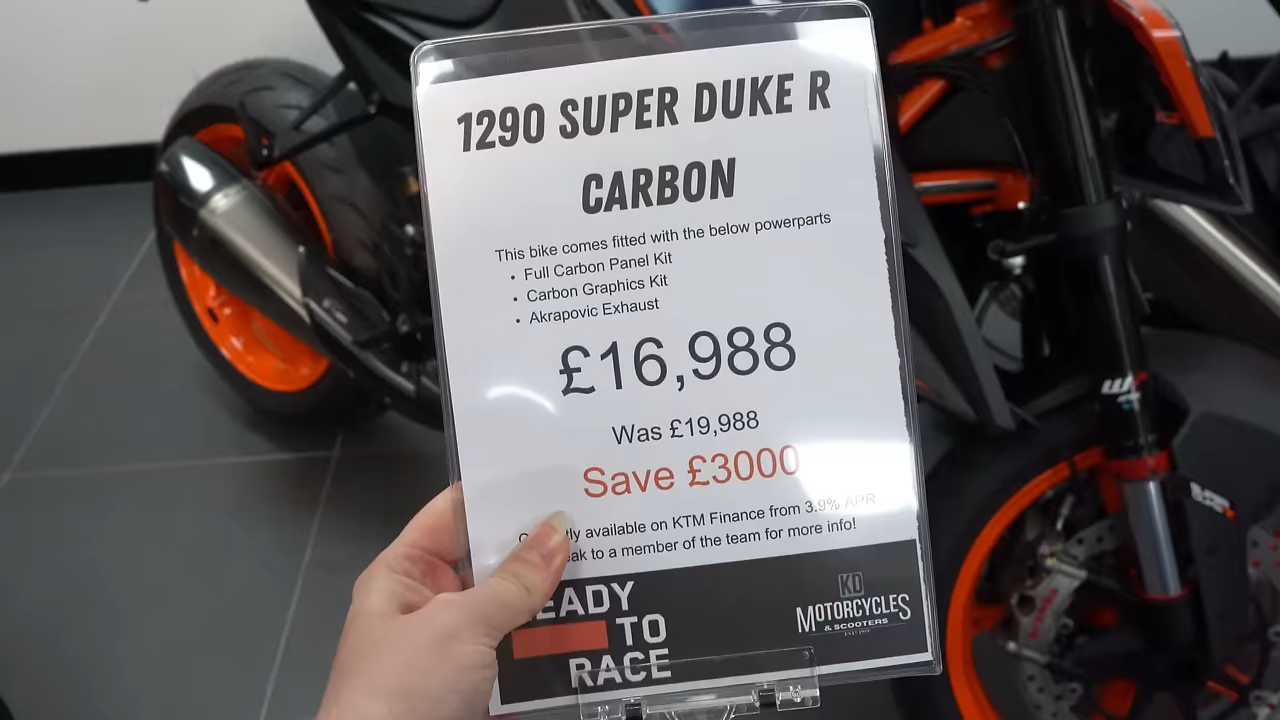 1290 SUPER DUKE R
CARBON
This bike comes fitted with the below powerparts
• Full Carbon Panel Kit
• Carbon Graphics Kit
• Akrapovic Exhaust
£16,988
Was £19,988
Save £3000
available on KTM Finance from 3.9% APR
to a member of the team for more info!
KD
MOTORCYCLES
& SCOOTERS
EADY
TO
RACE